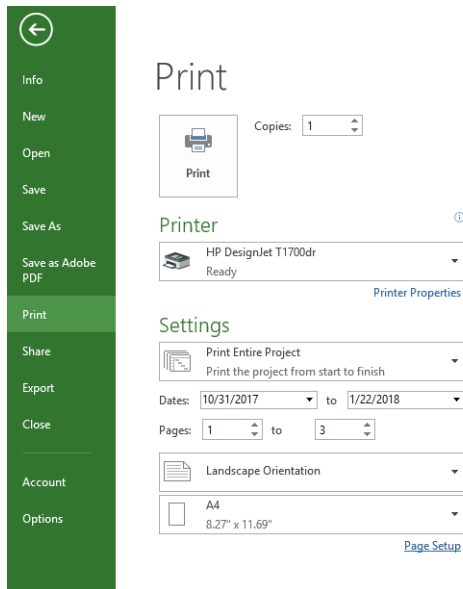 Info
New
Open
Save
Save As
Save as Adobe
PDF
Print
Share
Export
Close
Account
Options
Print
Print
Copies: 1
Printer
HP DesignJet T1700dr
Ready
Printer Properties
Settings
Print Entire Project
Print the project from start to finish
Dates: 10/31/2017 to 1/22/2018
Pages: 1 to 3
Landscape Orientation
A4
8.27" x 11.69"
Page Setup